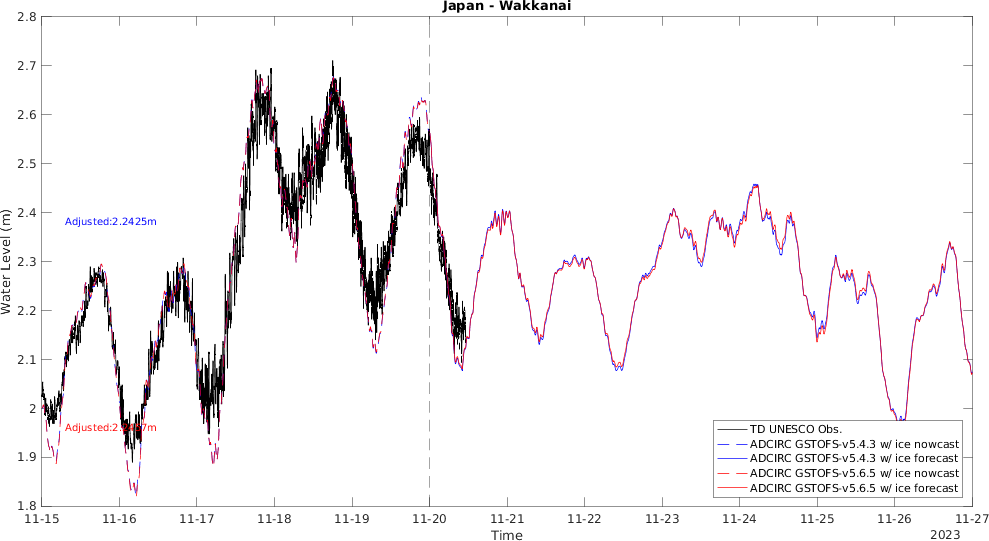 Japan - Wakkanai
2.8
2.7
2.6
2.5
2.4
2.3
2.2
2.1
2
1.9
1.8
Water Level (m)
Adjusted:2.2425m
TD UNESCO Obs.
ADCIRC GSTOFS-v5.4.3 w/ ice nowcast
ADCIRC GSTOFS-v5.4.3 w/ ice forecast
ADCIRC GSTOFS-v5.6.5 w/ ice nowcast
ADCIRC GSTOFS-v5.6.5 w/ ice forecast
11-15 11-16 11-17 11-18 11-19 11-20 11-21 11-22 11-23 11-24 11-25 11-26 11-27
Time
2023